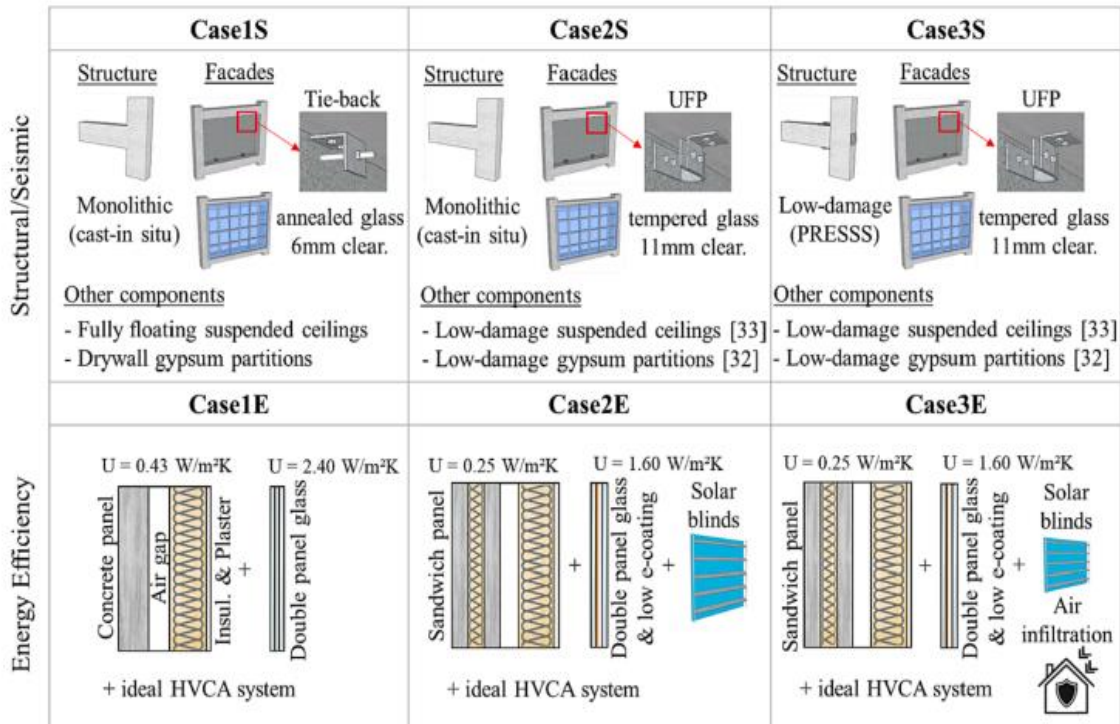 Case1S
Case2S
Case3S
Structural/Seismic
Structure
Facades
Tie-back
Monolithic
(cast-in situ)
annealed glass
6mm clear.
Other components
- Fully floating suspended ceilings
- Drywall gypsum partitions
Structure
Facades
UFP
Monolithic
(cast-in situ)
tempered glass
11mm clear.
Other components
- Low-damage suspended ceilings [33]
- Low-damage gypsum partitions [32]
Structure
Facades
UFP
Low-damage
(PRESSS)
tempered glass
11mm clear.
Other components
- Low-damage suspended ceilings [33]
- Low-damage gypsum partitions [32]
Case1E
Case2E
Case3E
Energy Efficiency
U = 0.43 W/m²K
U = 2.40 W/m²K
Concrete panel
Air gap
Insul. & Plaster
+
Double panel glass
+ ideal HVCA system
U = 0.25 W/m²K
U = 1.60 W/m²K
Sandwich panel
+
Double panel glass
& low e-coating
+
Solar
blinds
+ ideal HVCA system
U = 0.25 W/m²K
U = 1.60 W/m²K
Sandwich panel
+
Double panel glass
& low e-coating
+
Solar
blinds
Air
infiltration
+ ideal HVCA system